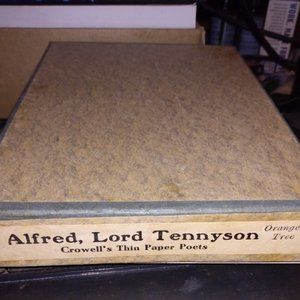 Alfred, Lord Tennyson
Crowell's Thin Paper Poets
Orange
Tree